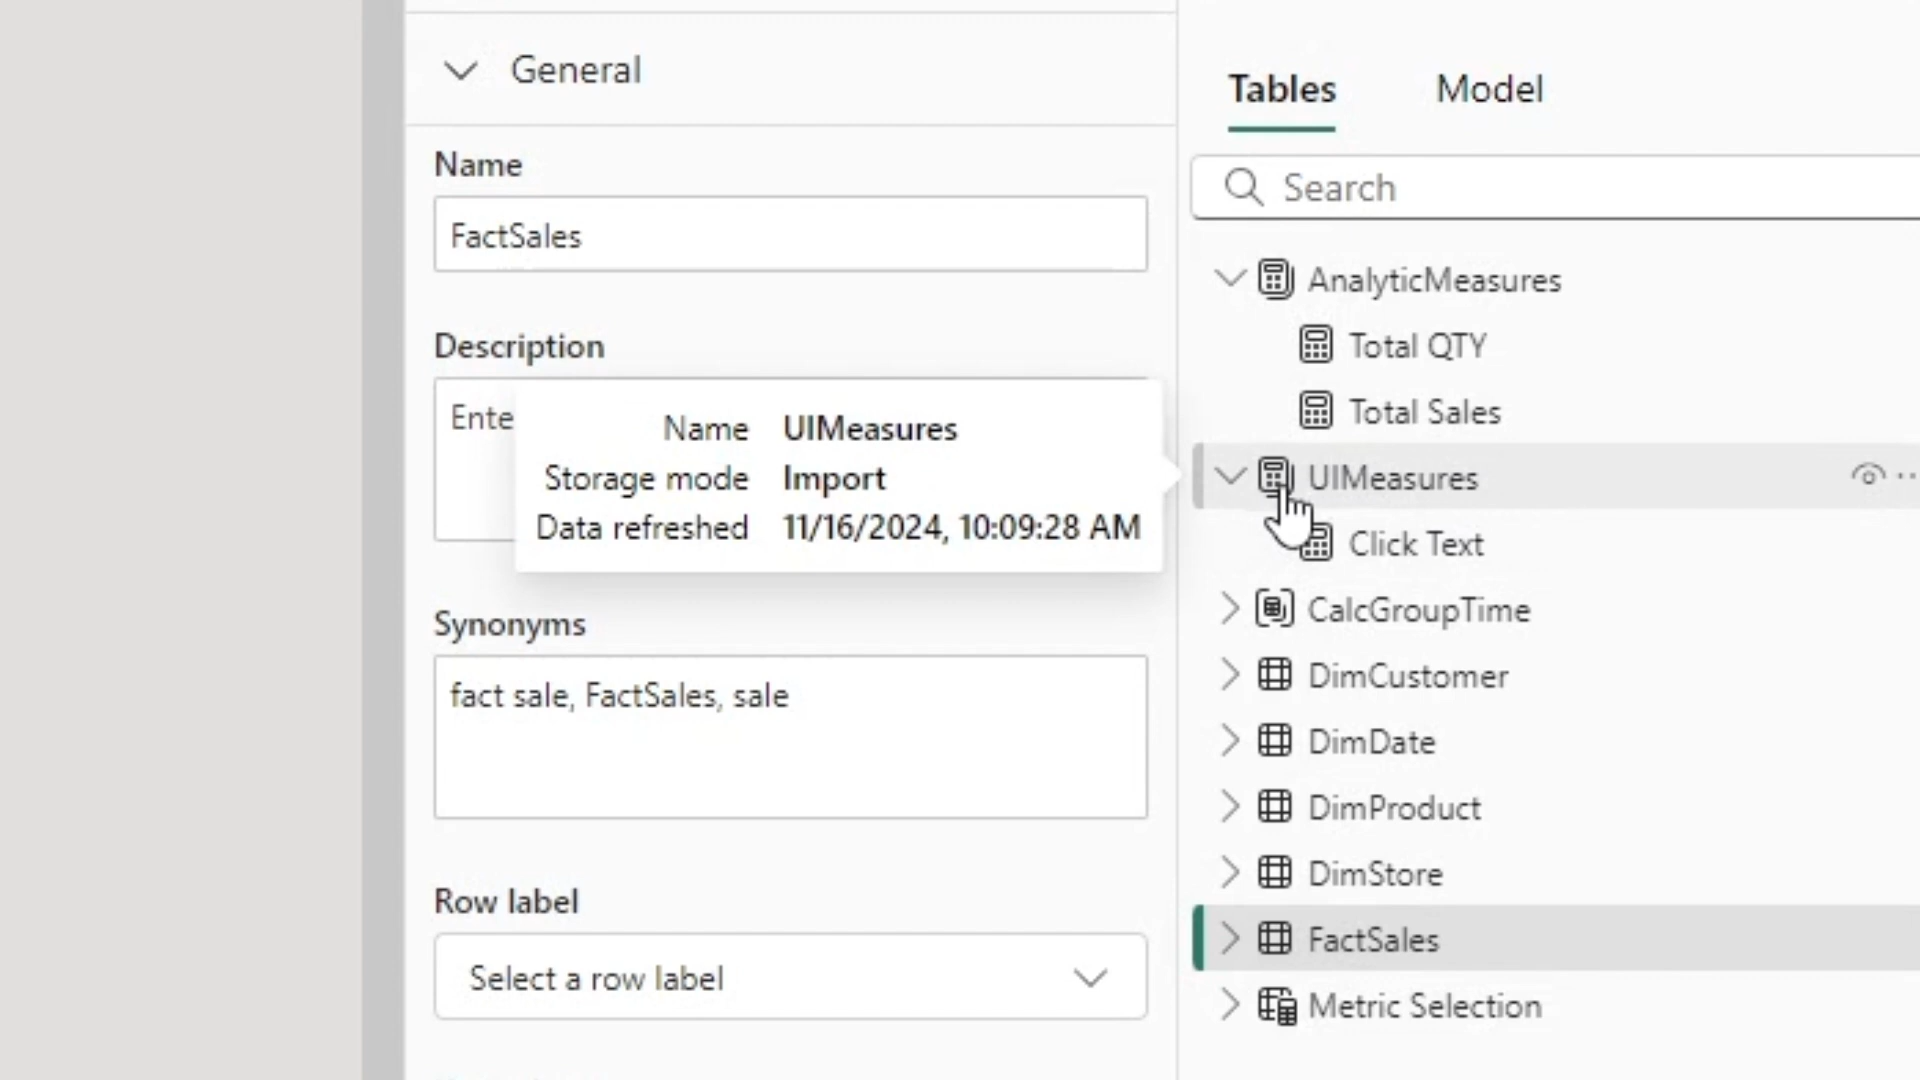 General
Name
FactSales
Description
Ente
Name UIMeasures
Storage mode Import
Data refreshed 11/16/2024, 10:09:28 AM
Synonyms
fact sale, FactSales, sale
Row label
Select a row label
Tables Model
Search
AnalyticMeasures
Total QTY
Total Sales
UIMeasures
Click Text
CalcGroupTime
DimCustomer
DimDate
DimProduct
DimStore
FactSales
Metric Selection